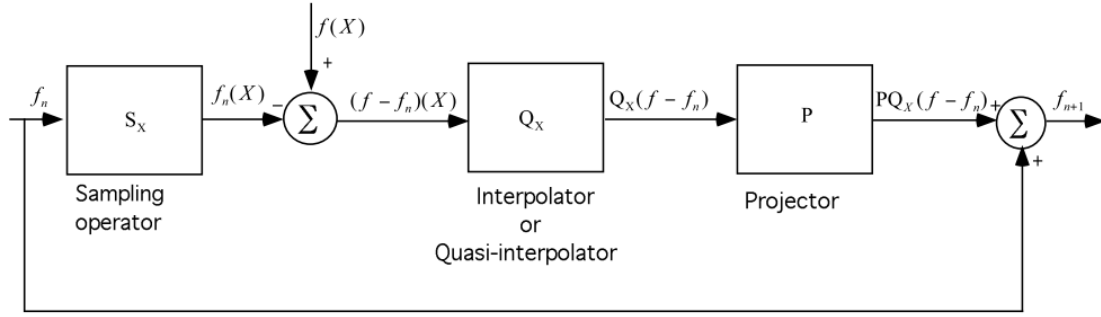 f(X)
+
f_n
S_X
f_n(X)
−
∑
(f − f_n)(X)
Q_X
Q_X(f − f_n)
P
PQ_X(f − f_n)
+
∑
f_{n+1}
+
Sampling
operator
Interpolator
or
Quasi-interpolator
Projector